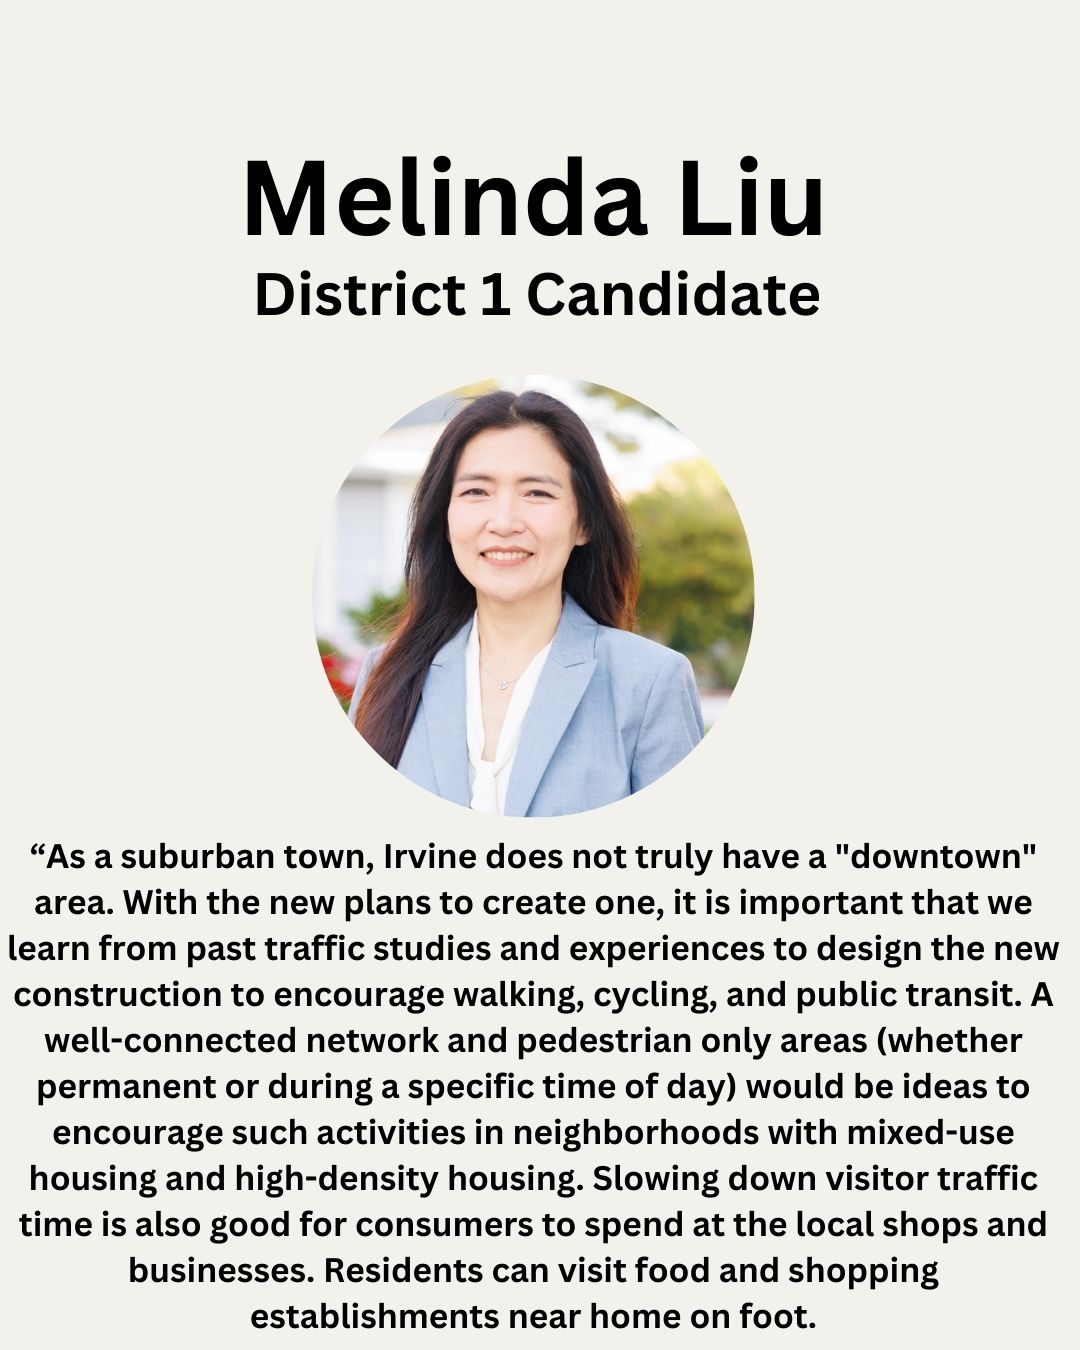 Melinda Liu
District 1 Candidate
“As a suburban town, Irvine does not truly have a "downtown"
area. With the new plans to create one, it is important that we
learn from past traffic studies and experiences to design the new
construction to encourage walking, cycling, and public transit. A
well-connected network and pedestrian only areas (whether
permanent or during a specific time of day) would be ideas to
encourage such activities in neighborhoods with mixed-use
housing and high-density housing. Slowing down visitor traffic
time is also good for consumers to spend at the local shops and
businesses. Residents can visit food and shopping
establishments near home on foot.